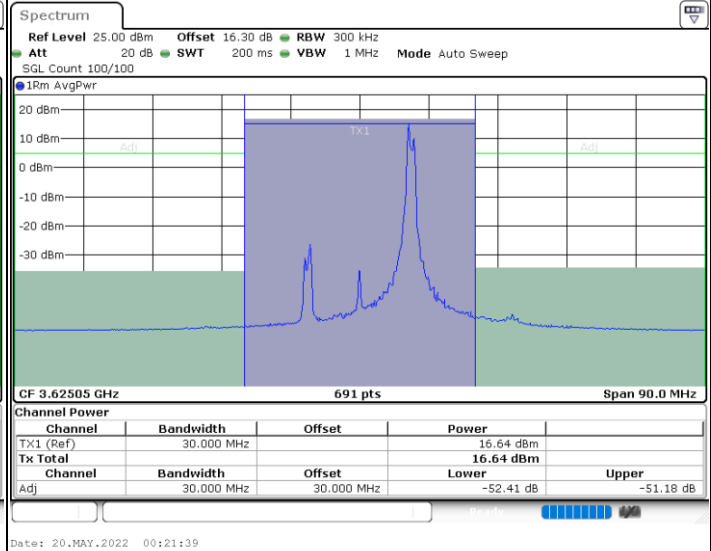 Spectrum
Ref Level 25.00 dBm Offset 16.30 dB RBW 300 kHz
Att 20 dB SWT 200 ms VBW 1 MHz Mode Auto Sweep
SGL Count 100/100
1Rm AvgPwr
20 dBm
TX1
10 dBm
Adj Adj
0 dBm
-10 dBm
-20 dBm
-30 dBm
CF 3.62505 GHz 691 pts Span 90.0 MHz
Channel Power
Channel Bandwidth Offset Power
TX1 (Ref) 30.000 MHz 16.64 dBm
Tx Total 16.64 dBm
Channel Bandwidth Offset Lower Upper
Adj 30.000 MHz 30.000 MHz -52.41 dB -51.18 dB
Ready
Date: 20.MAY.2022 00:21:39